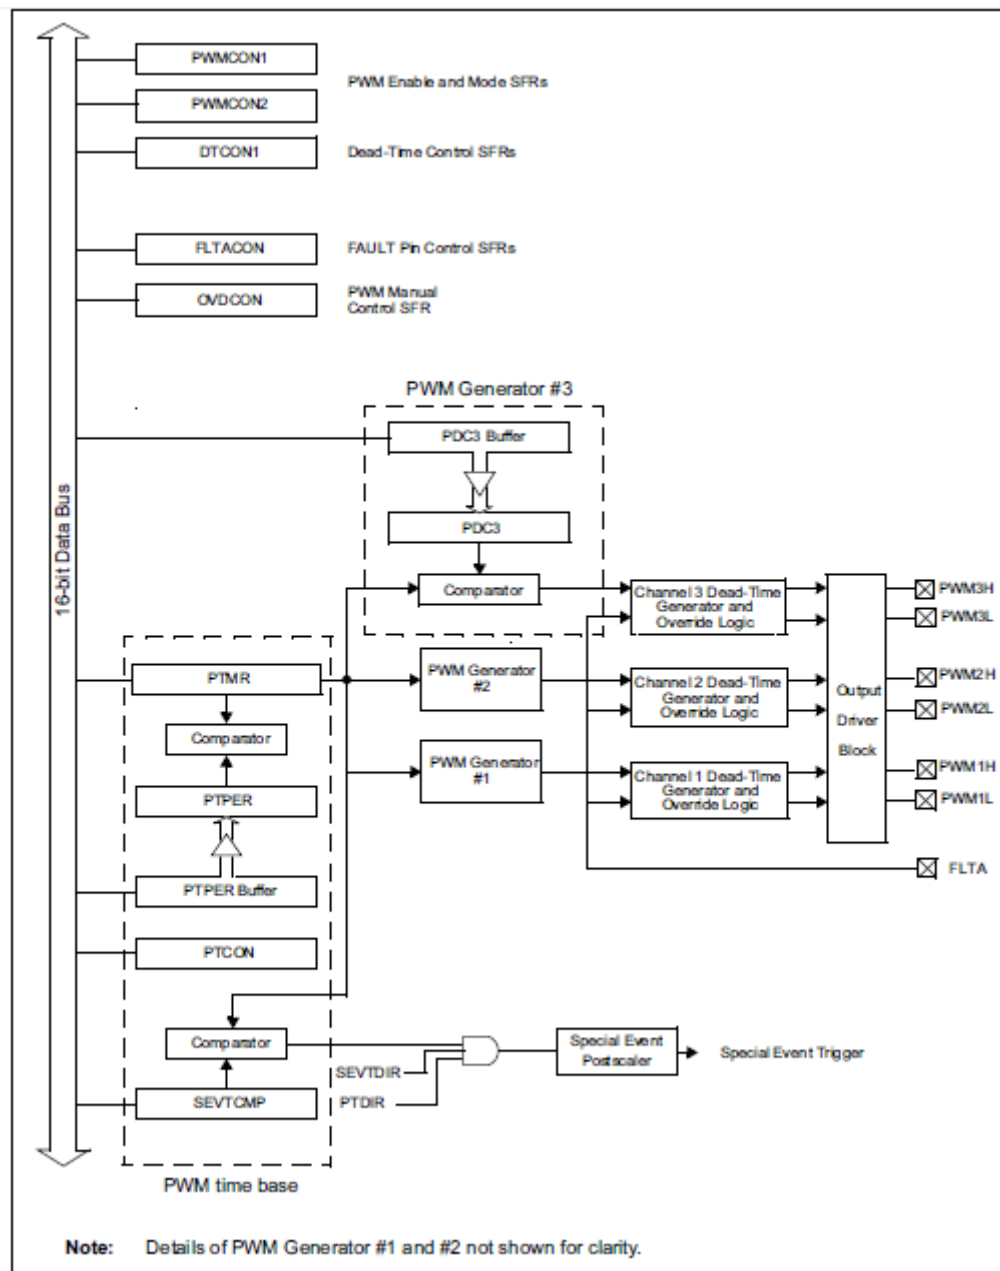 PWMCON1
PWM Enable and Mode SFRs
PWMCON2
DTCON1
Dead-Time Control SFRs
FLTACON
FAULT Pin Control SFRs
OVDCON
PWM Manual
Control SFR
16-bit Data Bus
PWM Generator #3
PDC3 Buffer
PDC3
Comparator
Channel 3 Dead-Time
Generator and
Override Logic
PWM3H
PWM3L
PTMR
PWM Generator
#2
Channel 2 Dead-Time
Generator and
Override Logic
Output
Driver
Block
PWM2H
PWM2L
Comparator
PWM Generator
#1
Channel 1 Dead-Time
Generator and
Override Logic
PWM1H
PWM1L
PTPER
FLTA
PTPER Buffer
PTCON
Comparator
SEVTDIR
Special Event
Postscaler
Special Event Trigger
SEVTCMP
PTDIR
PWM time base
Note: Details of PWM Generator #1 and #2 not shown for clarity.